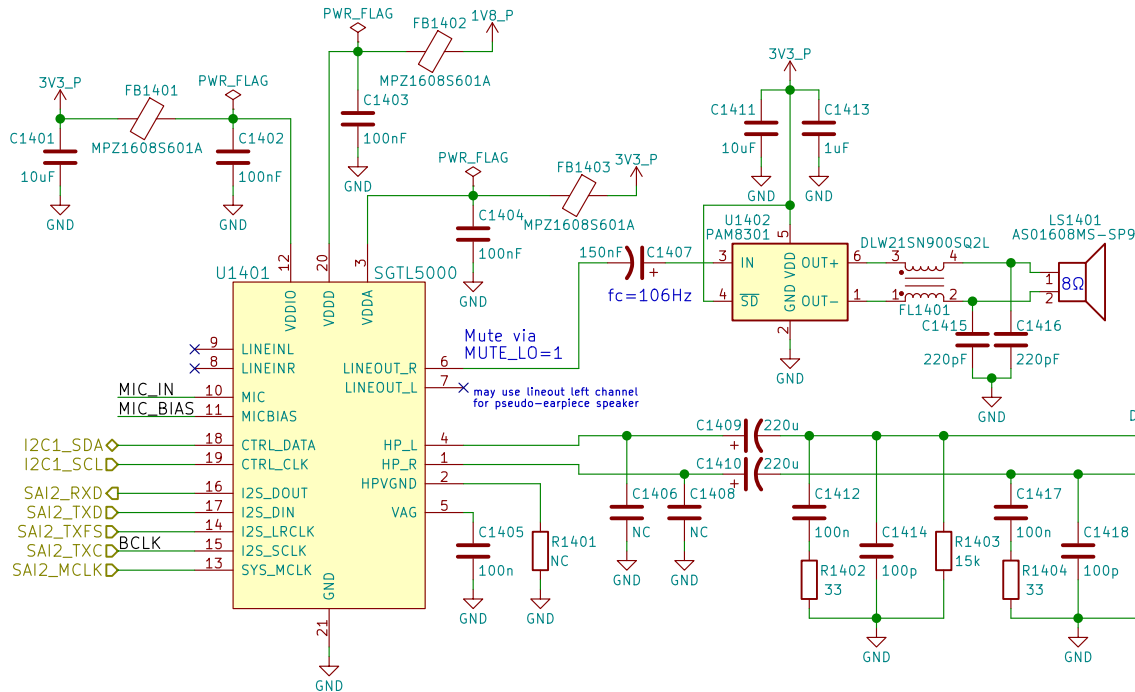 PWR_FLAG
1V8_P
FB1402
MPZ1608S601A
C1403
100nF
GND
3V3_P
FB1401
PWR_FLAG
MPZ1608S601A
C1401
10uF
C1402
100nF
GND
GND
PWR_FLAG
FB1403
3V3_P
MPZ1608S601A
C1404
100nF
GND
3V3_P
C1411
10uF
C1413
1uF
GND
GND
U1402
PAM8301
150nF
C1407
+
fc=106Hz
3
IN
4
SD
5
VDD
GND
2
OUT+
6
OUT-
1
GND
DLW21SN900SQ2L
3
4
1
2
FL1401
LS1401
AS01608MS-SP9
1
2
8Ω
C1415
220pF
C1416
220pF
GND
U1401
SGTL5000
12
VDDIO
20
VDDD
3
VDDA
9
LINEINL
8
LINEINR
MIC_IN
10
MIC
MIC_BIAS
11
MICBIAS
I2C1_SDA
18
CTRL_DATA
I2C1_SCL
19
CTRL_CLK
SAI2_RXD
16
I2S_DOUT
SAI2_TXD
17
I2S_DIN
SAI2_TXFS
14
I2S_LRCLK
SAI2_TXC
BCLK
15
I2S_SCLK
SAI2_MCLK
13
SYS_MCLK
GND
21
GND
LINEOUT_R
6
LINEOUT_L
7
HP_L
4
HP_R
1
HPVGND
2
VAG
5
Mute via
MUTE_LO=1
may use lineout left channel
for pseudo-earpiece speaker
C1405
100n
GND
R1401
NC
GND
C1406
NC
GND
C1408
NC
GND
C1409
220u
+
C1410
220u
+
C1412
100n
R1402
33
C1414
100p
R1403
15k
GND
C1417
100n
R1404
33
C1418
100p
GND